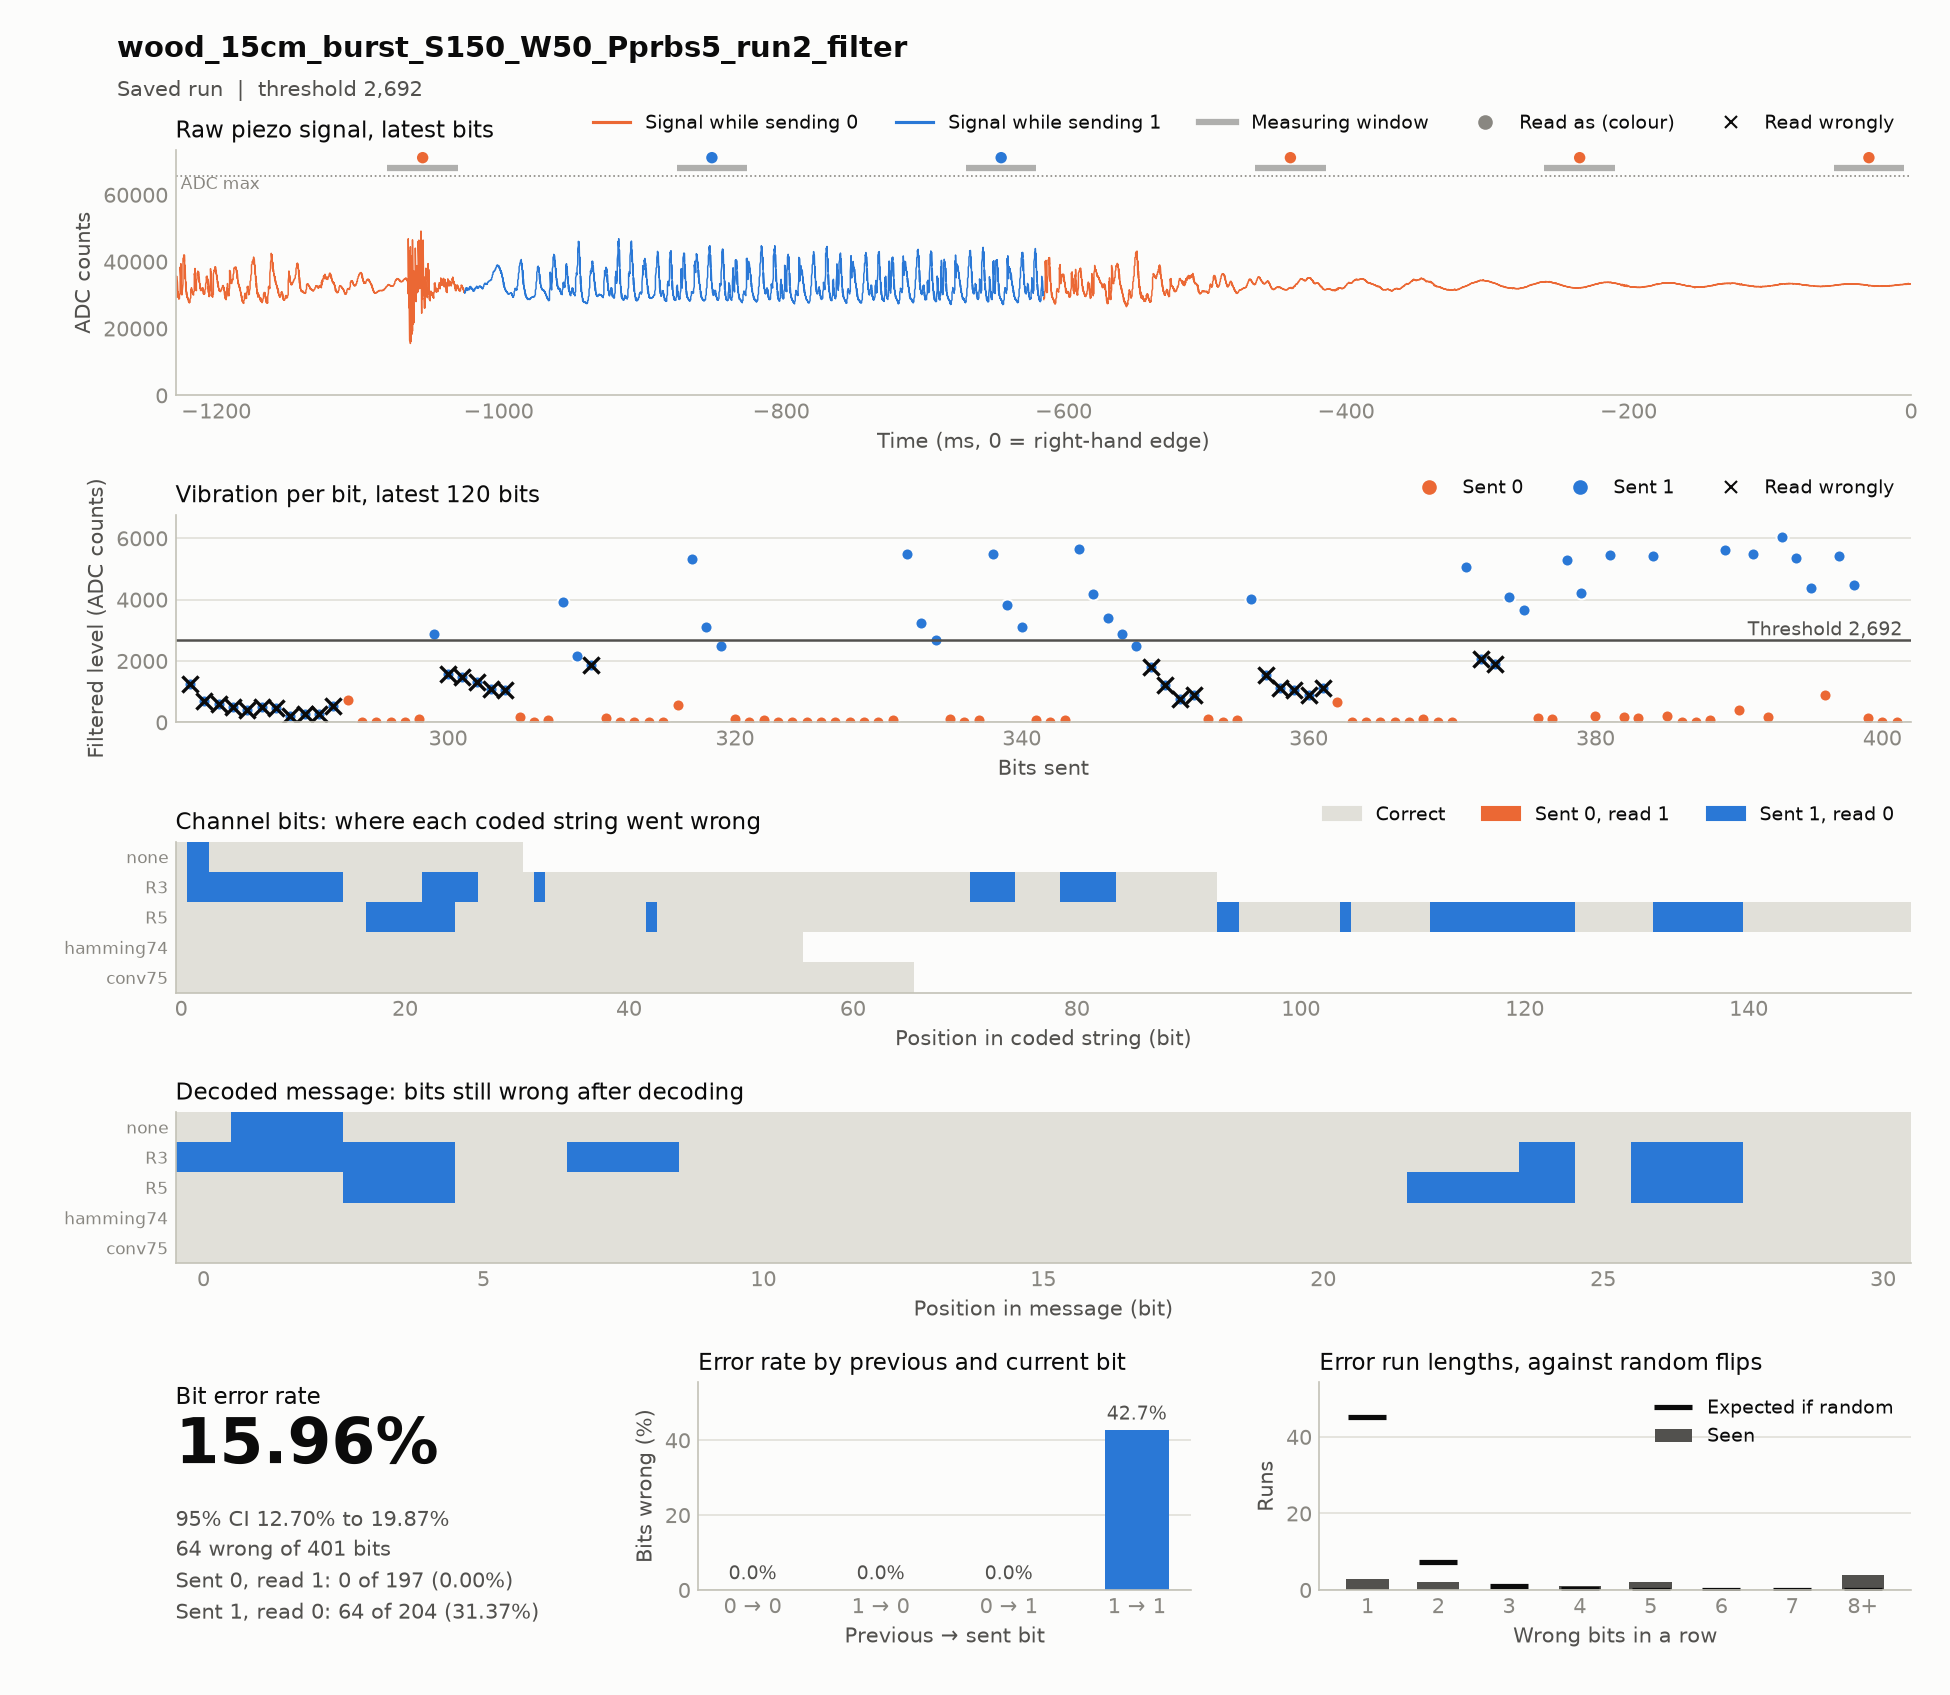 wood_15cm_burst_S150_W50_Pprbs5_run2_filter
Saved run | threshold 2,692
Raw piezo signal, latest bits
Signal while sending 0
Signal while sending 1
Measuring window
Read as (colour)
Read wrongly
ADC max
ADC counts
60000
40000
20000
0
−1200 −1000 −800 −600 −400 −200 0
Time (ms, 0 = right-hand edge)
Vibration per bit, latest 120 bits
Sent 0
Sent 1
Read wrongly
Filtered level (ADC counts)
6000
4000
2000
0
Threshold 2,692
300 320 340 360 380 400
Bits sent
Channel bits: where each coded string went wrong
Correct
Sent 0, read 1
Sent 1, read 0
none
R3
R5
hamming74
conv75
0 20 40 60 80 100 120 140
Position in coded string (bit)
Decoded message: bits still wrong after decoding
none
R3
R5
hamming74
conv75
0 5 10 15 20 25 30
Position in message (bit)
Bit error rate
15.96%
95% CI 12.70% to 19.87%
64 wrong of 401 bits
Sent 0, read 1: 0 of 197 (0.00%)
Sent 1, read 0: 64 of 204 (31.37%)
Error rate by previous and current bit
Bits wrong (%)
40
20
0
0.0% 0.0% 0.0% 42.7%
0 → 0 1 → 0 0 → 1 1 → 1
Previous → sent bit
Error run lengths, against random flips
Expected if random
Seen
Runs
40
20
0
1 2 3 4 5 6 7 8+
Wrong bits in a row